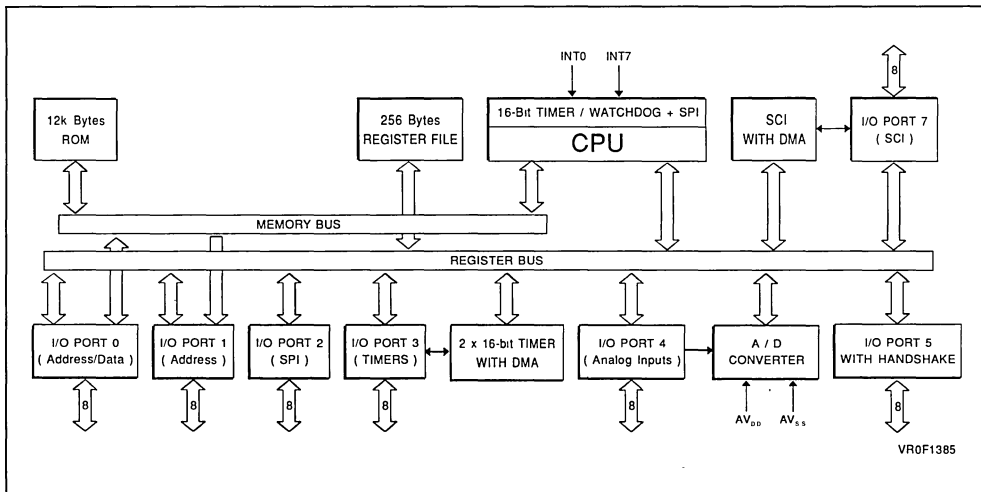 INT0 INT7
8
12k Bytes
ROM
256 Bytes
REGISTER FILE
16-Bit TIMER / WATCHDOG + SPI
CPU
SCI
WITH DMA
I/O PORT 7
( SCI )
MEMORY BUS
REGISTER BUS
I/O PORT 0
( Address/Data )
I/O PORT 1
( Address )
I/O PORT 2
( SPI )
I/O PORT 3
( TIMERS )
2 x 16-bit TIMER
WITH DMA
I/O PORT 4
( Analog Inputs )
A / D
CONVERTER
I/O PORT 5
WITH HANDSHAKE
8 8 8 8 8 8
AVDD AVSS
VR0F1385